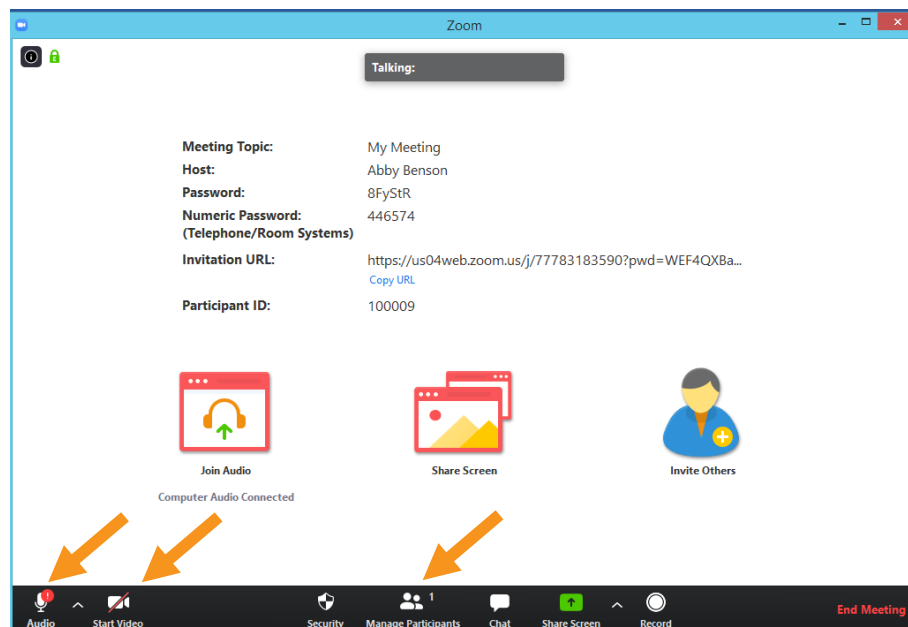 Zoom
Talking:
Meeting Topic: My Meeting
Host: Abby Benson
Password: 8FyStR
Numeric Password: 446574
(Telephone/Room Systems)
Invitation URL: https://us04web.zoom.us/j/77783183590?pwd=WEF4QXBa...
Copy URL
Participant ID: 100009
Join Audio Share Screen Invite Others
Computer Audio Connected
1
Audio Start Video Security Manage Participants Chat Share Screen Record End Meeting